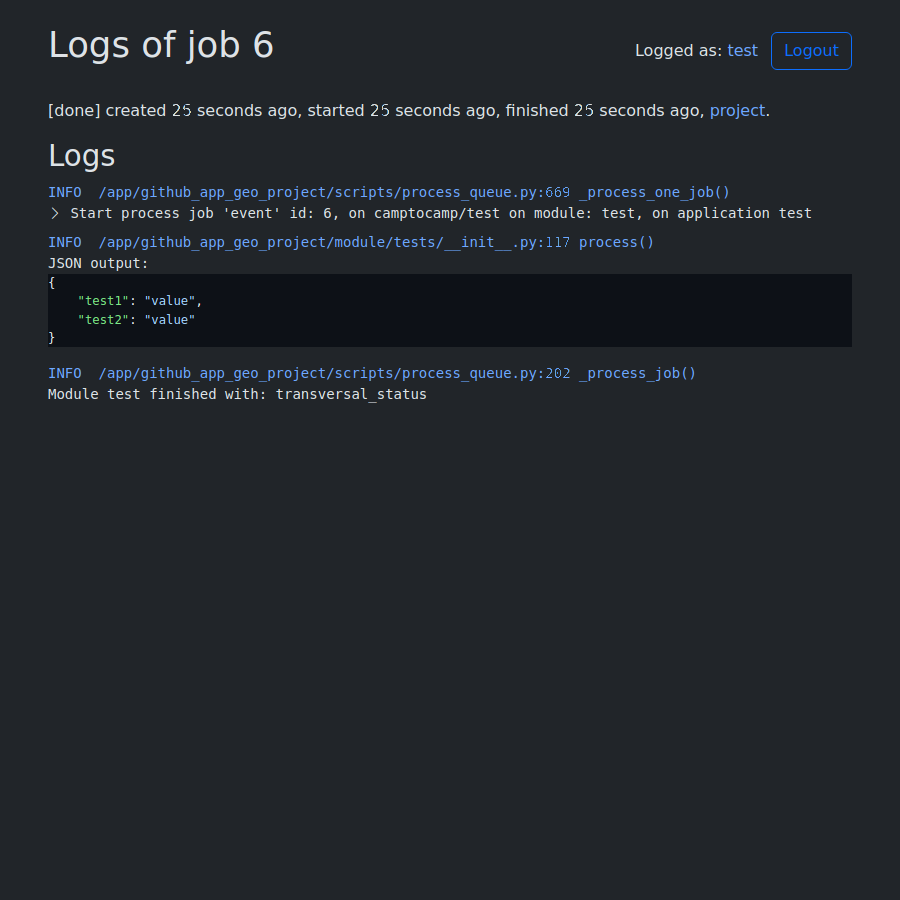 Logs of job 6
Logged as: test Logout
[done] created 25 seconds ago, started 25 seconds ago, finished 25 seconds ago, project.
Logs
INFO  /app/github_app_geo_project/scripts/process_queue.py:669 _process_one_job()
> Start process job 'event' id: 6, on camptocamp/test on module: test, on application test
INFO  /app/github_app_geo_project/module/tests/__init__.py:117 process()
JSON output:
{
    "test1": "value",
    "test2": "value"
}
INFO  /app/github_app_geo_project/scripts/process_queue.py:202 _process_job()
Module test finished with: transversal_status